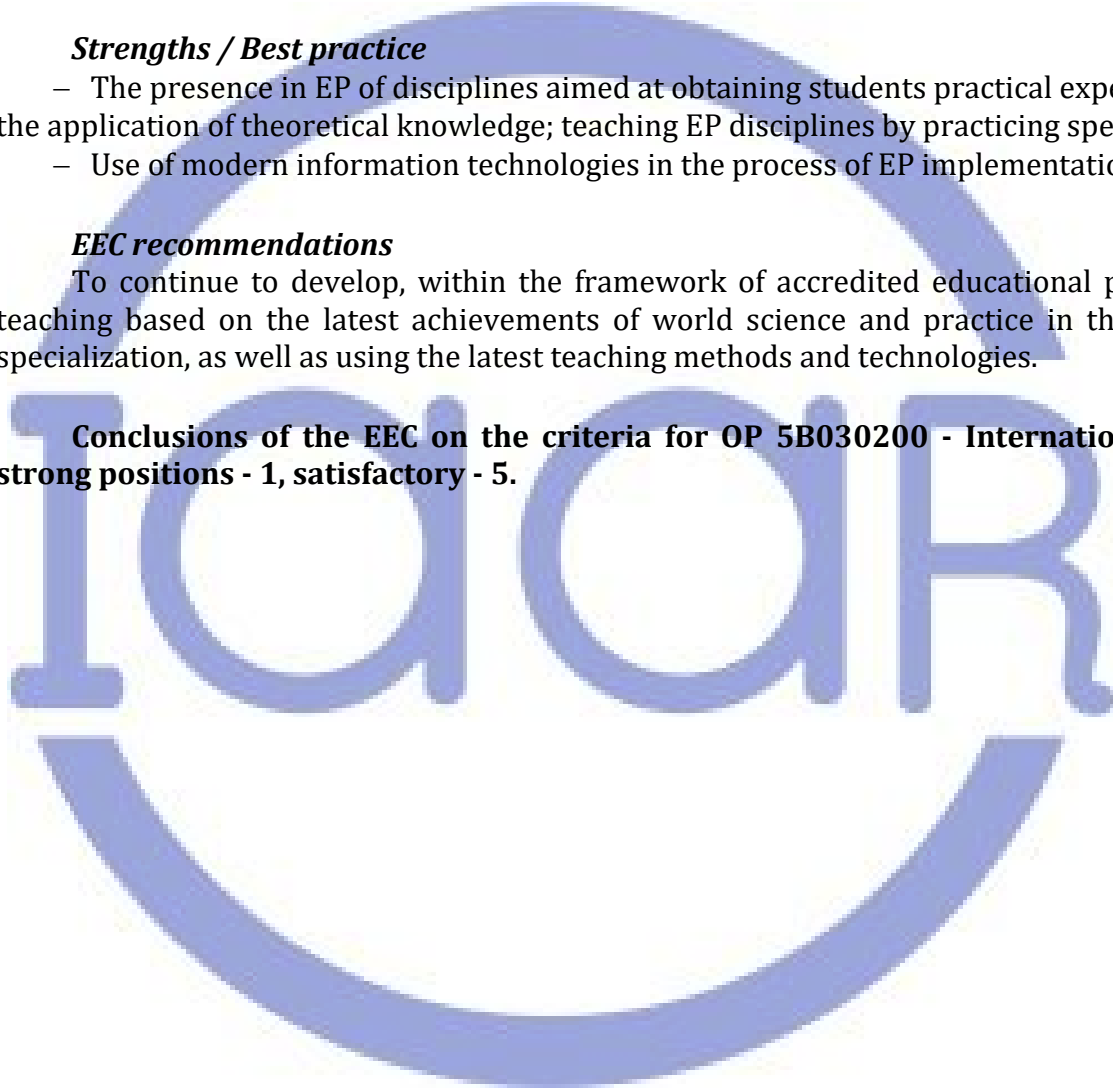 Strengths / Best practice
– The presence in EP of disciplines aimed at obtaining students practical expe
the application of theoretical knowledge; teaching EP disciplines by practicing spe
– Use of modern information technologies in the process of EP implementatio
EEC recommendations
To continue to develop, within the framework of accredited educational p
teaching based on the latest achievements of world science and practice in th
specialization, as well as using the latest teaching methods and technologies.
Conclusions of the EEC on the criteria for OP 5B030200 - Internatio
strong positions - 1, satisfactory - 5.
IaaR